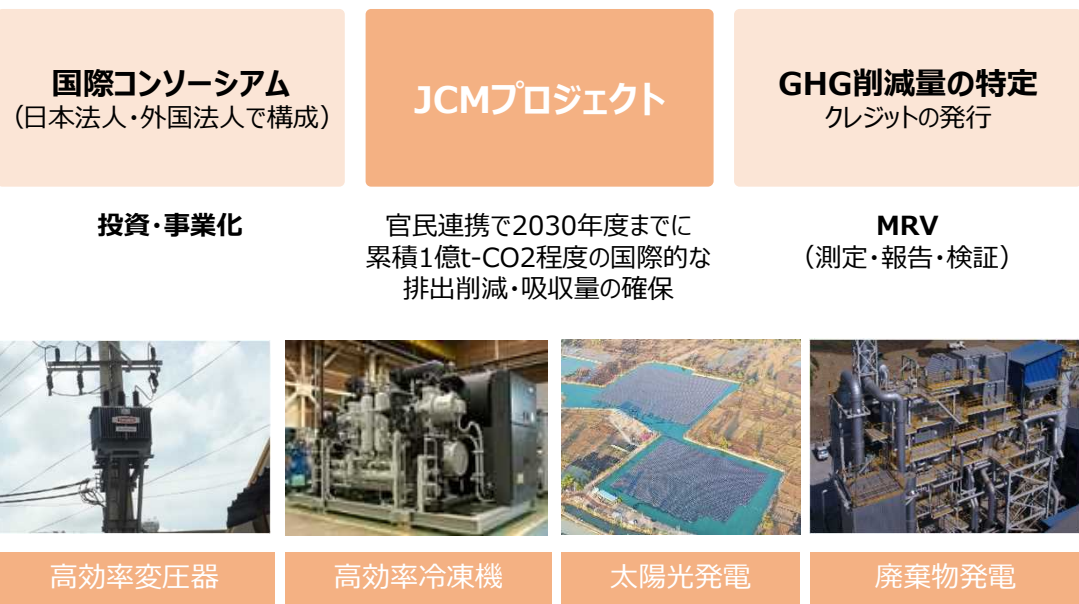 国際コンソーシアム
（日本法人・外国法人で構成）
JCMプロジェクト
GHG削減量の特定
クレジットの発行
投資・事業化
官民連携で2030年度までに
累積1億t-CO2程度の国際的な
排出削減・吸収量の確保
MRV
（測定・報告・検証）
高効率変圧器
高効率冷凍機
太陽光発電
廃棄物発電